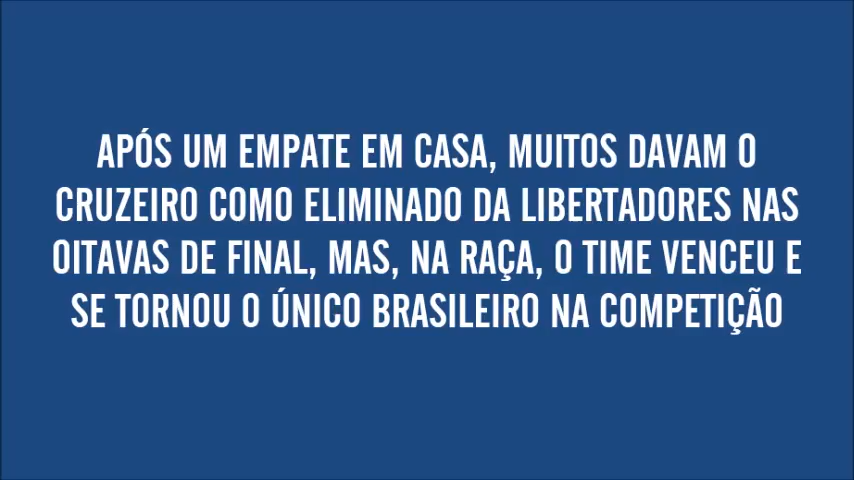 APÓS UM EMPATE EM CASA, MUITOS DAVAM O
CRUZEIRO COMO ELIMINADO DA LIBERTADORES NAS
OITAVAS DE FINAL, MAS, NA RAÇA, O TIME VENCEU E
SE TORNOU O ÚNICO BRASILEIRO NA COMPETIÇÃO